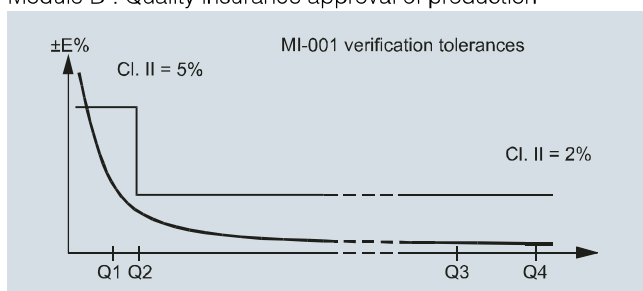 Module D : Quality insurance approval of production
±E%
MI-001 verification tolerances
Cl. II = 5%
Cl. II = 2%
Q1 Q2 Q3 Q4